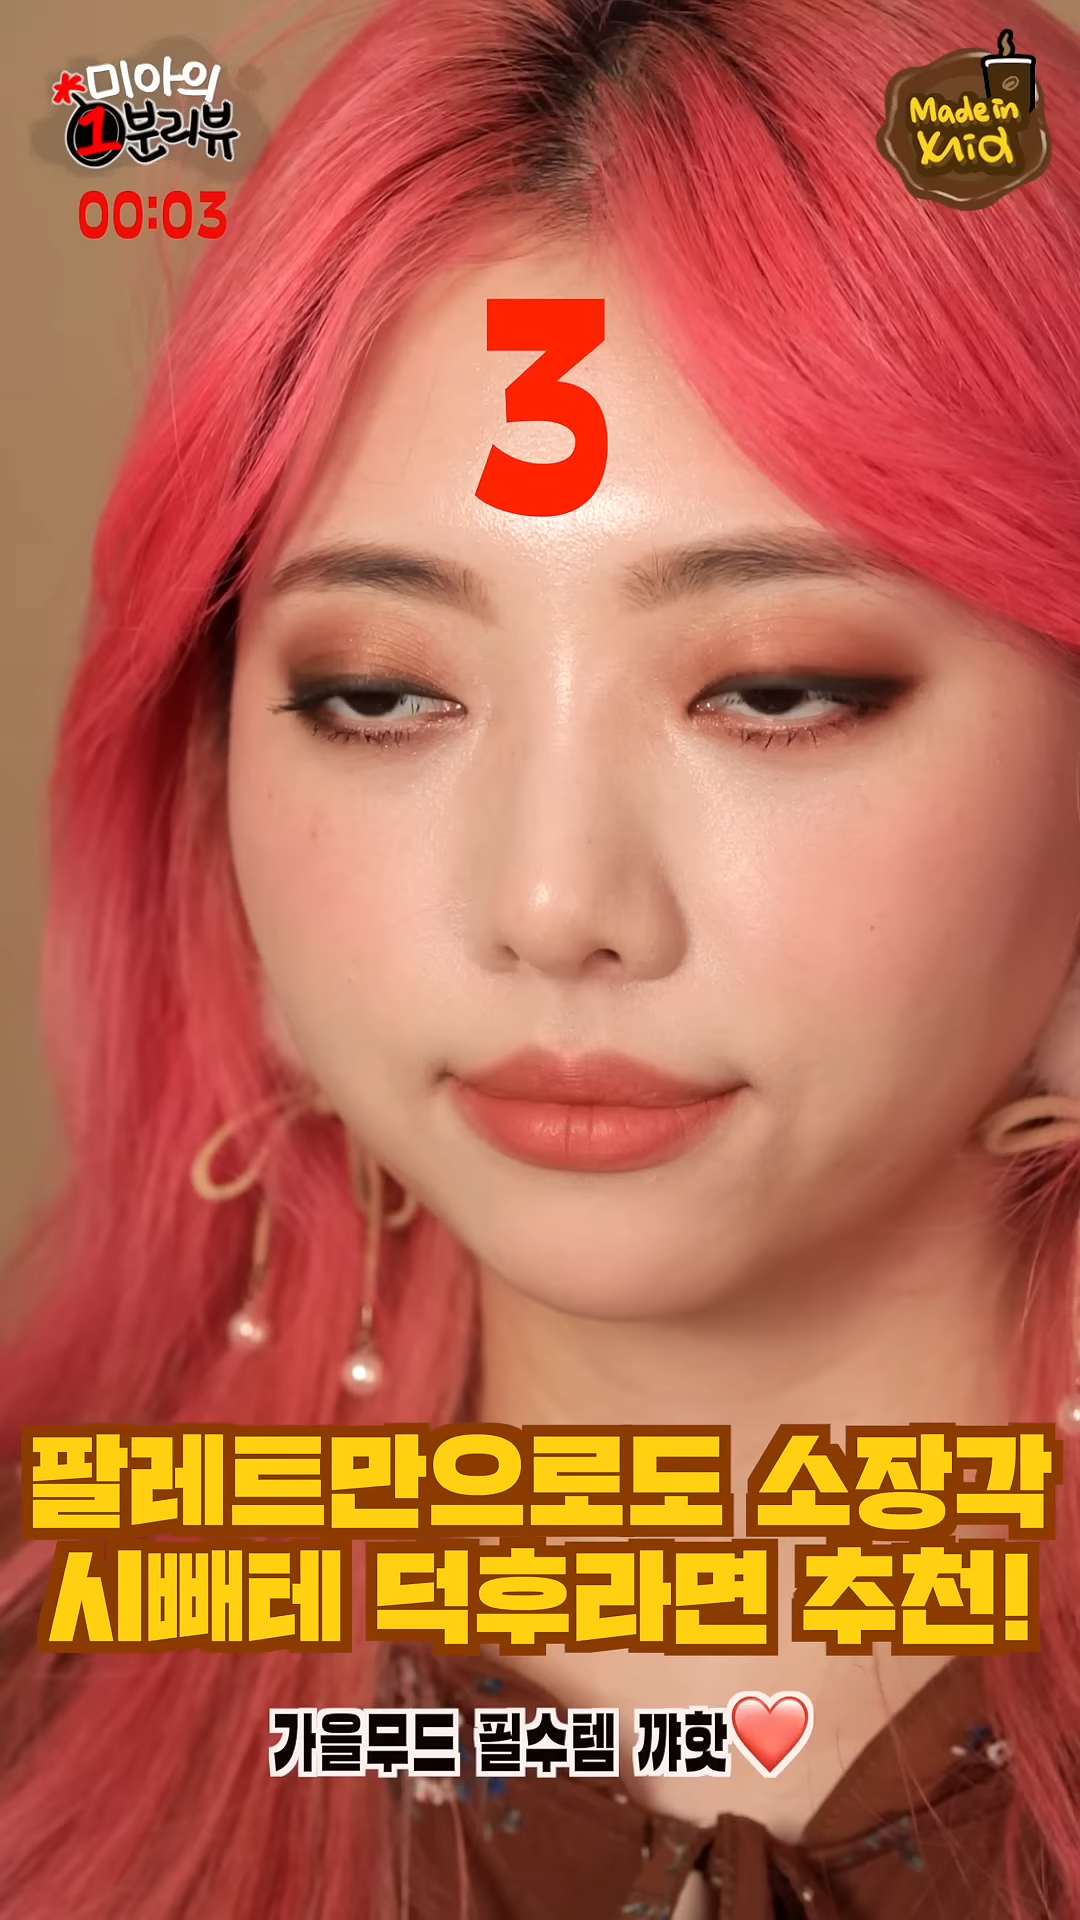 *미아의
1분리뷰
00:03
Made in
3
팔레트만으로도 소장각
시빼테 덕후라면 추천!
가을무드 필수템 꺄핫❤️